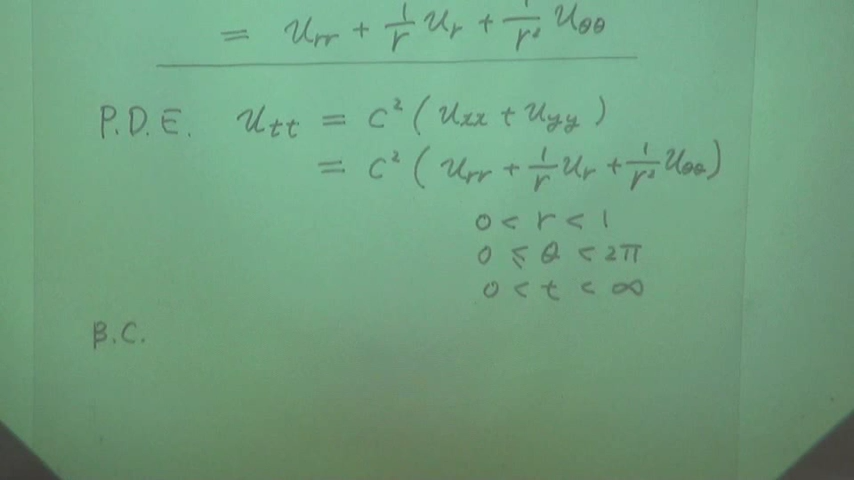 = u_rr + 1/r u_r + 1/r² u_θθ
P.D.E. u_tt = c² ( u_xx + u_yy )
= c² ( u_rr + 1/r u_r + 1/r² u_θθ )
0 < r < 1
0 ≤ θ < 2π
0 < t < ∞
B.C.